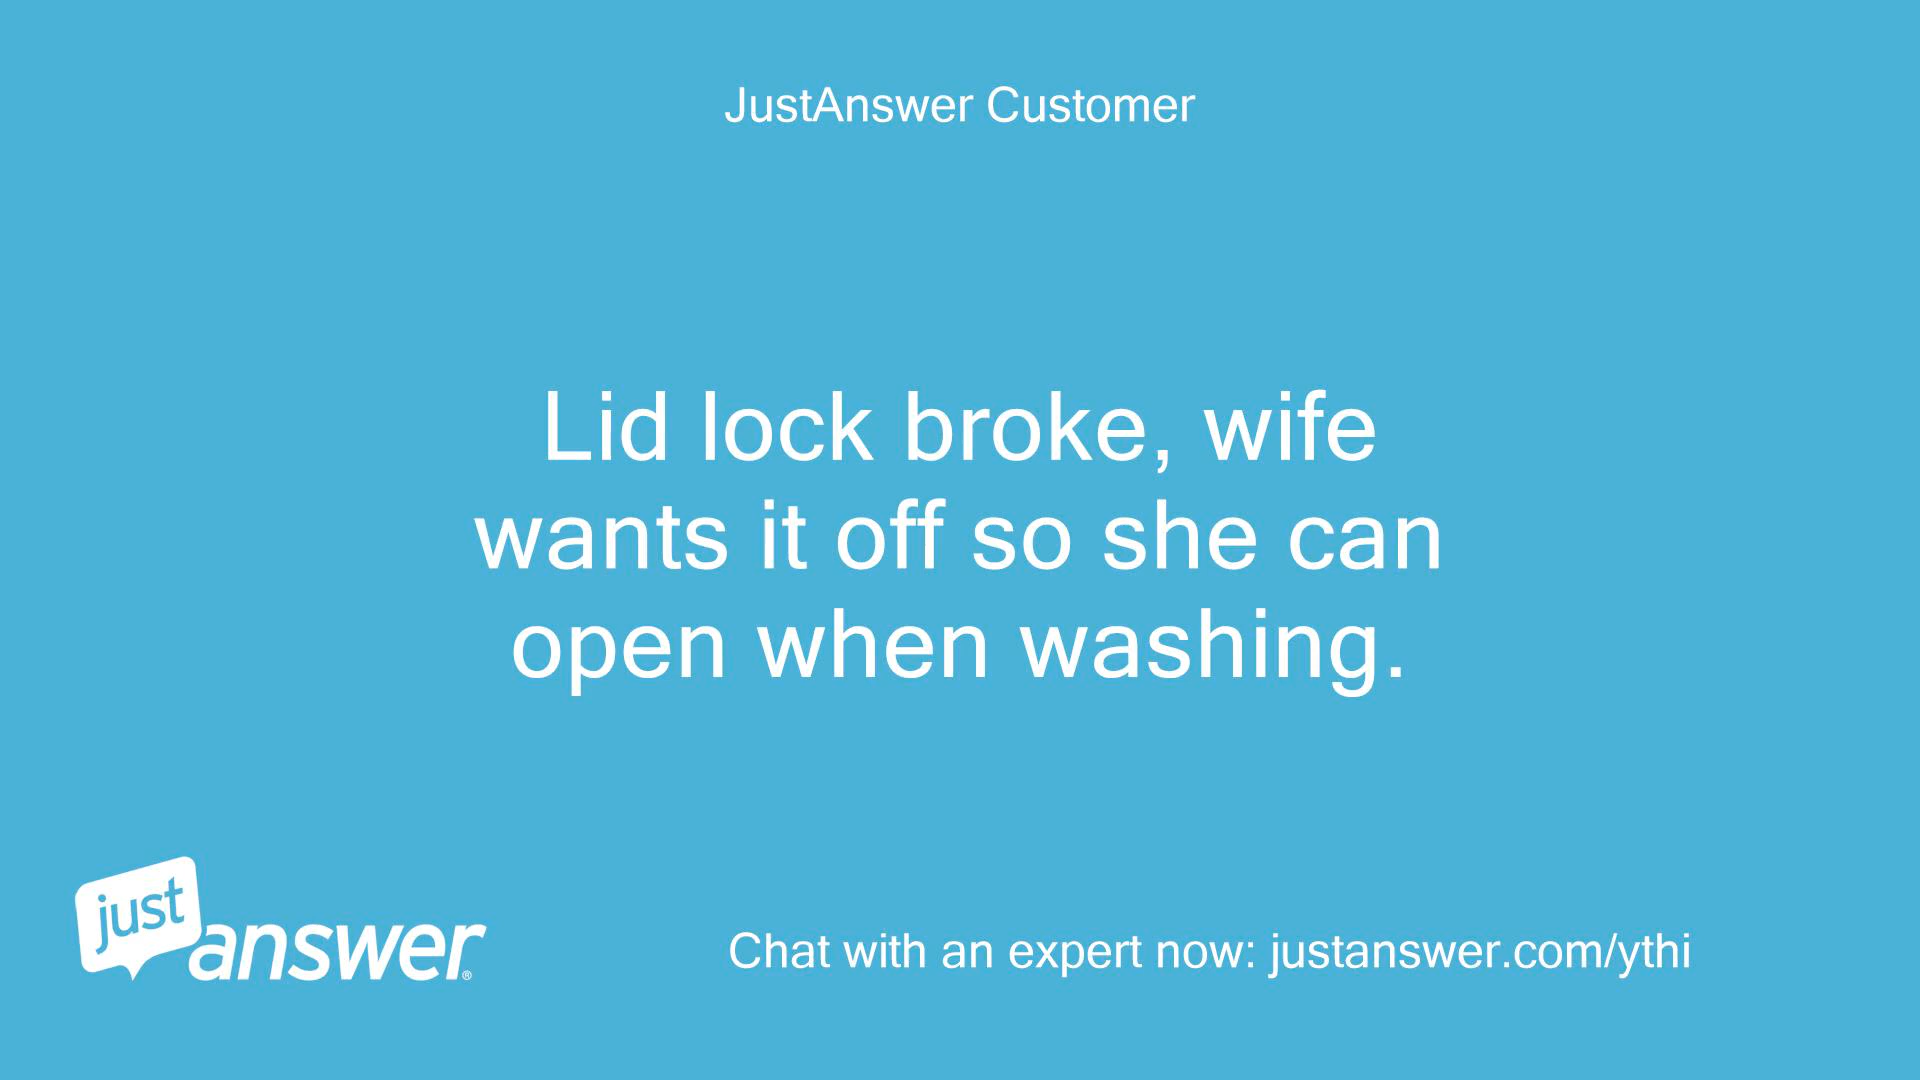 JustAnswer Customer
Lid lock broke, wife
wants it off so she can
open when washing.
just
answer®
Chat with an expert now: justanswer.com/ythi